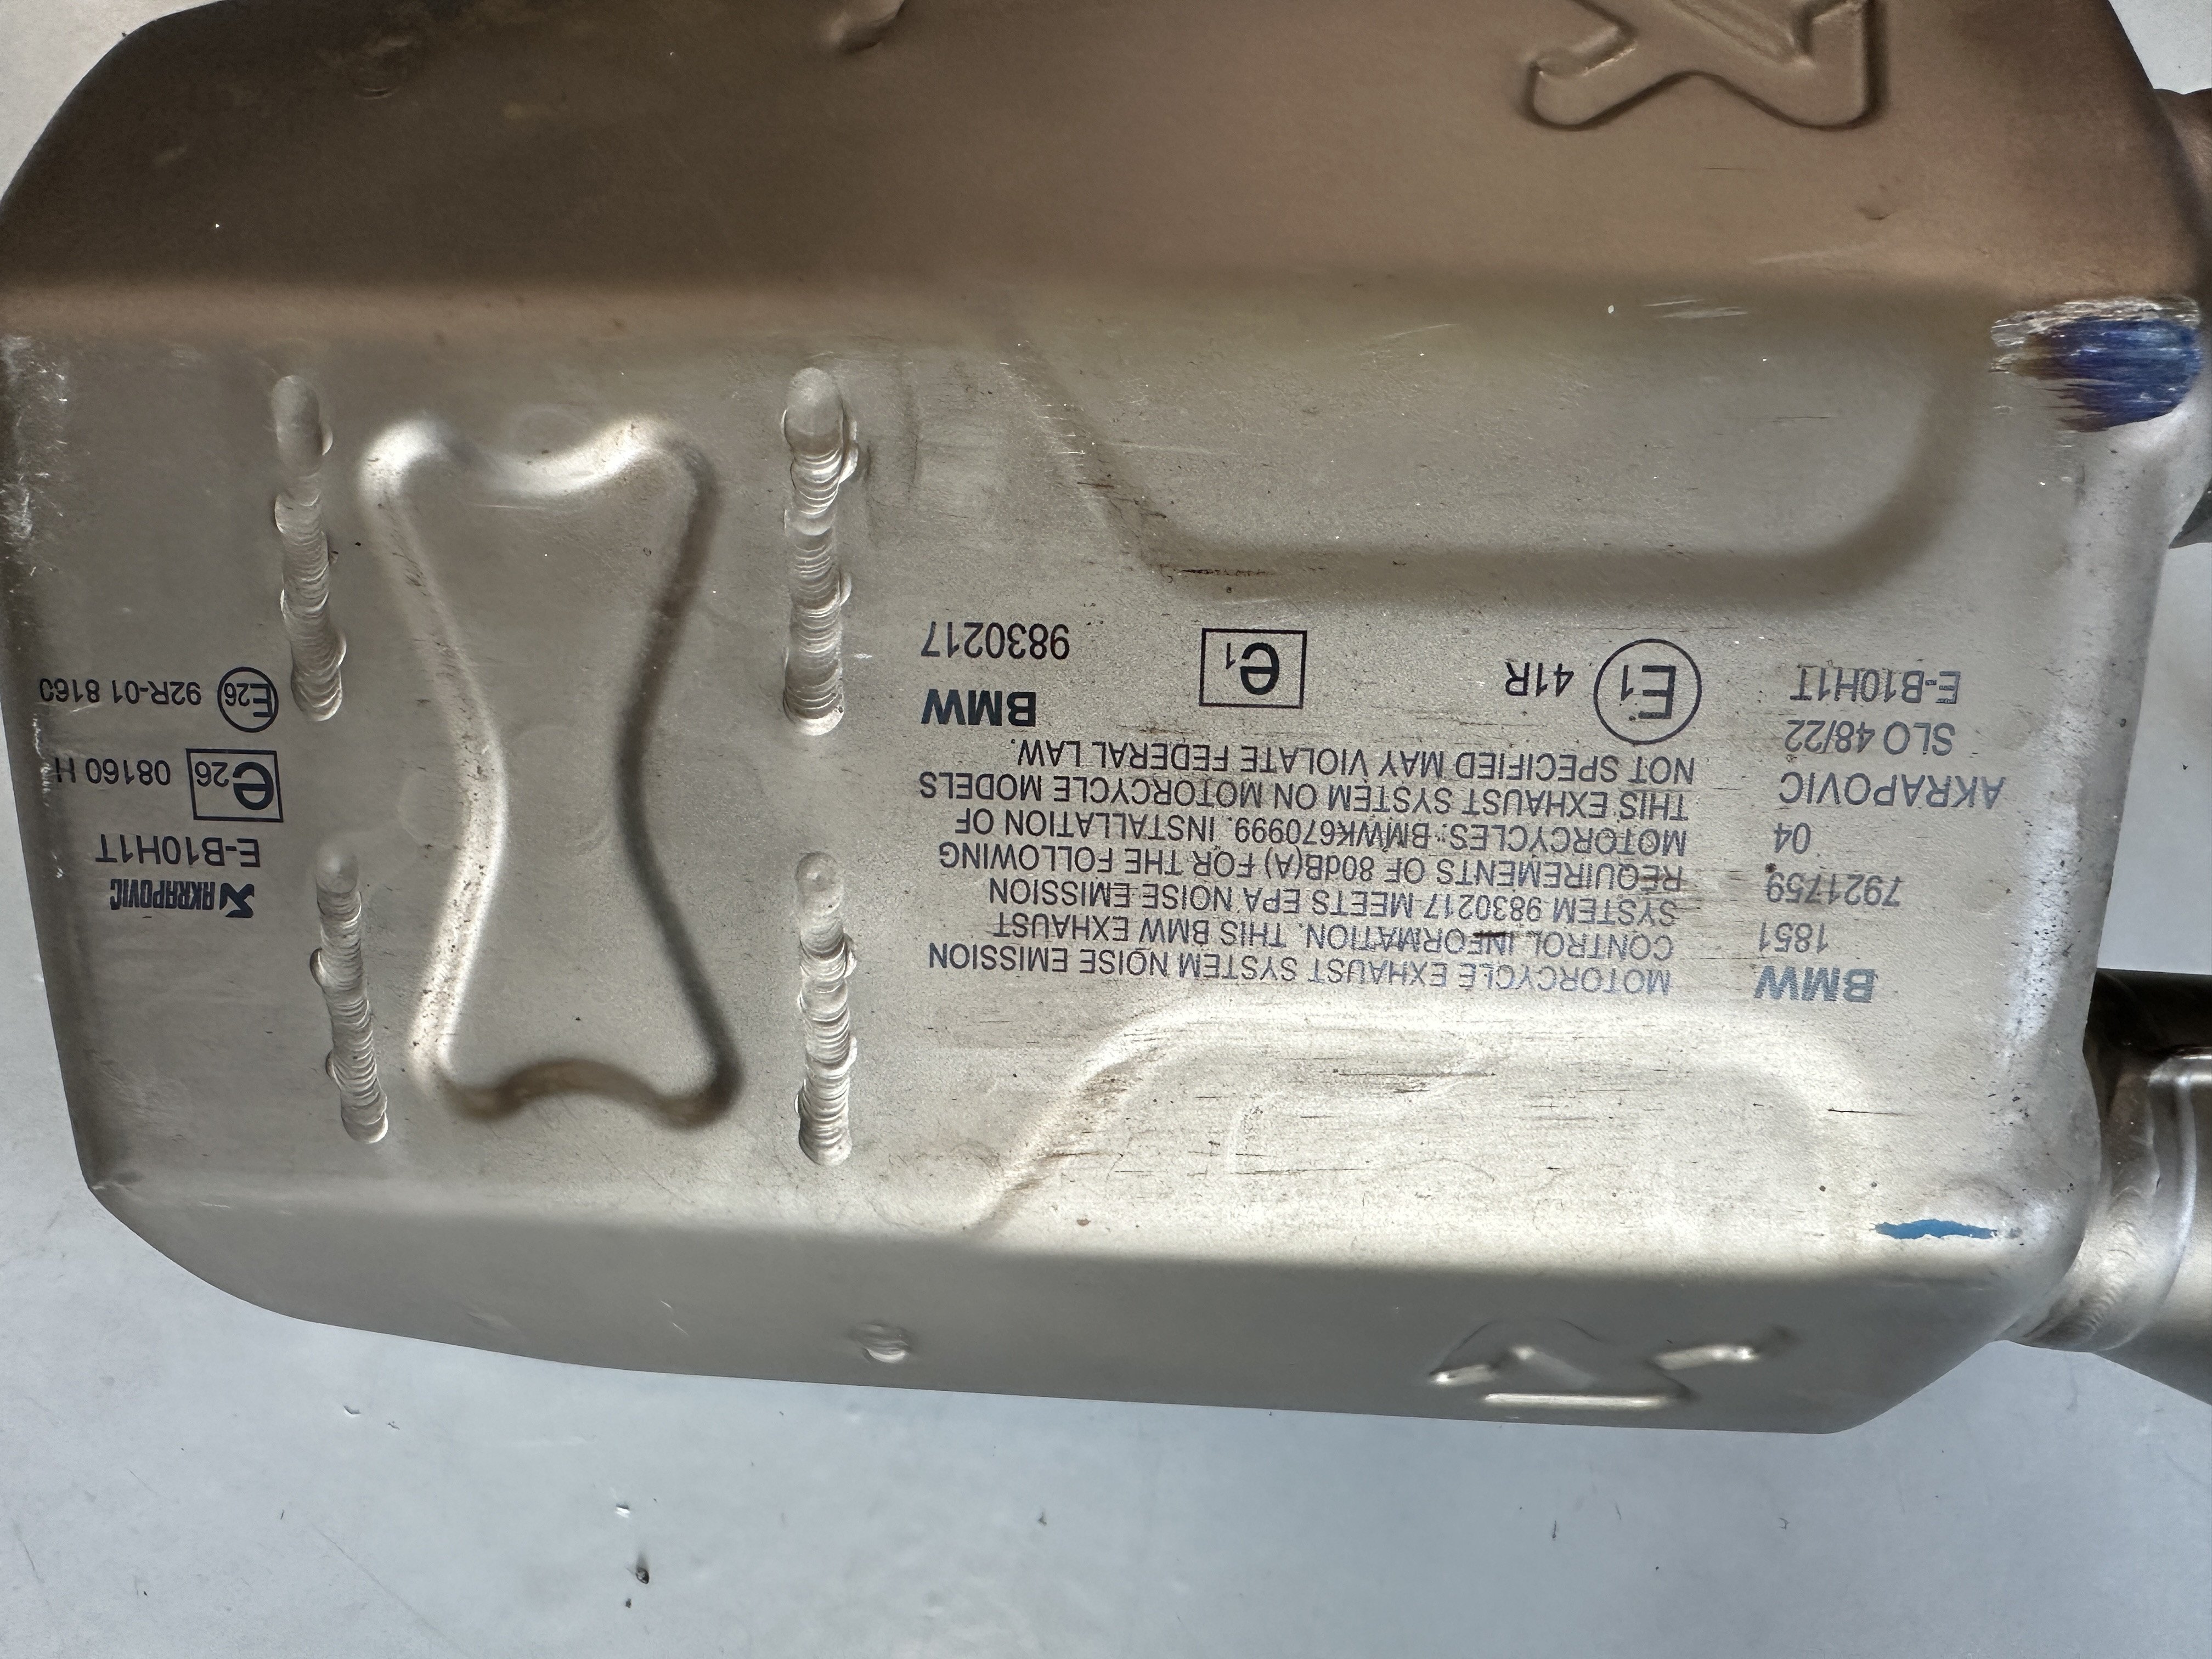 BMW
1851
7921759
04
AKRAPOVIC
SLO 48/22
E-B10H1T
MOTORCYCLE EXHAUST SYSTEM NOISE EMISSION
CONTROL INFORMATION. THIS BMW EXHAUST
SYSTEM 9830217 MEETS EPA NOISE EMISSION
REQUIREMENTS OF 80dB(A) FOR THE FOLLOWING
MOTORCYCLES: BMWK670999. INSTALLATION OF
THIS EXHAUST SYSTEM ON MOTORCYCLE MODELS
NOT SPECIFIED MAY VIOLATE FEDERAL LAW.
E1 41R
e1
BMW
9830217
AKRAPOVIC
E-B10H1T
e26 08160 H
E26 92R-01 8160